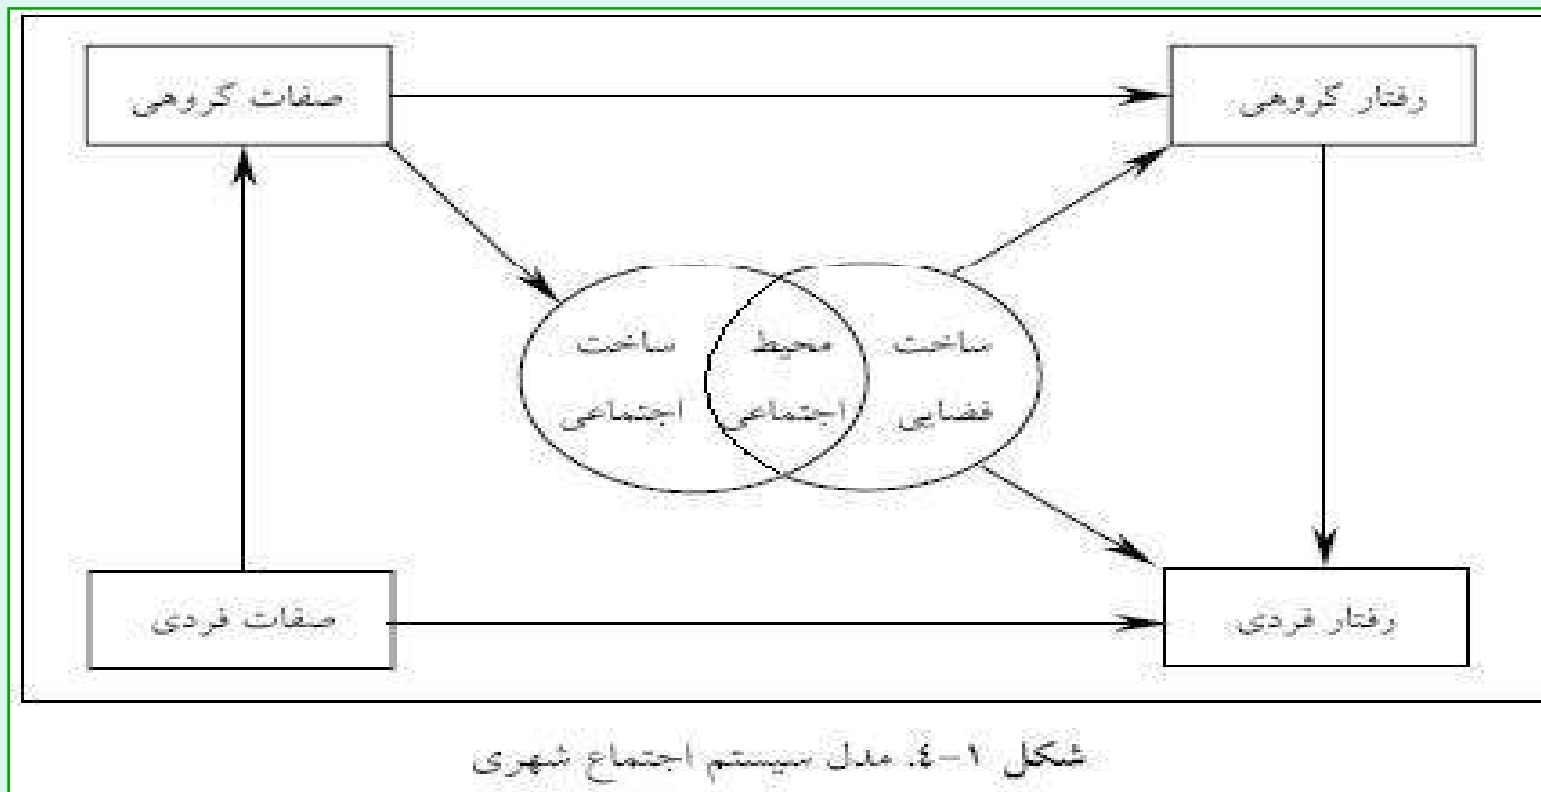 رفتار گروهی
صفات گروهی
ساخت
فضایی
محیط
اجتماعی
ساخت
اجتماعی
رفتار فردی
صفات فردی
شکل ۱-٤. مدل سیستم اجتماع شهری